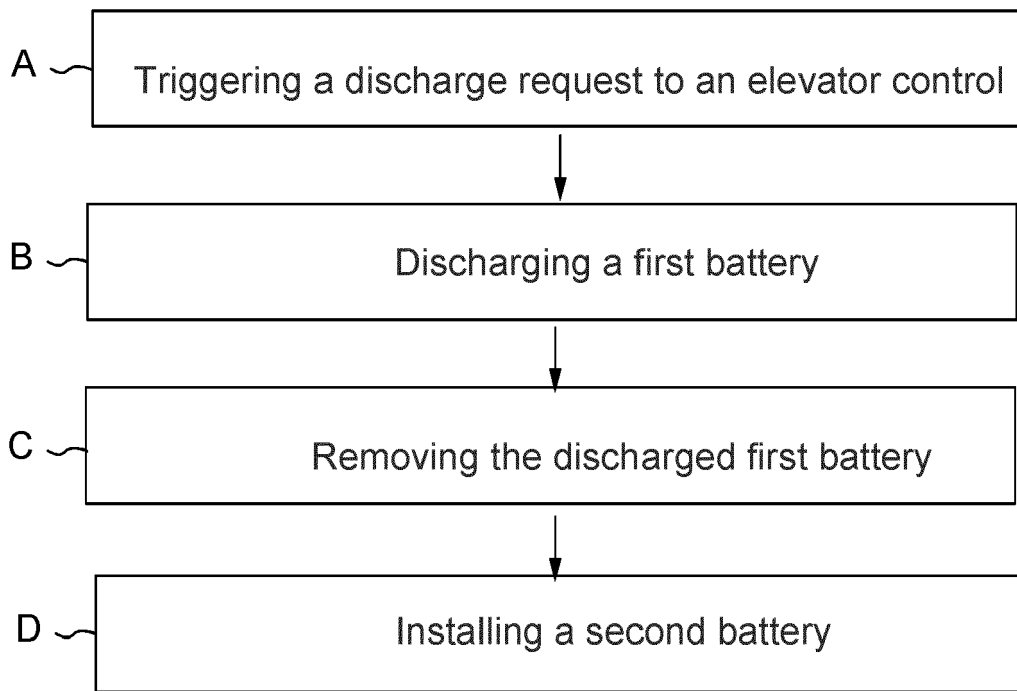 A
Triggering a discharge request to an elevator control
B
Discharging a first battery
C
Removing the discharged first battery
D
Installing a second battery